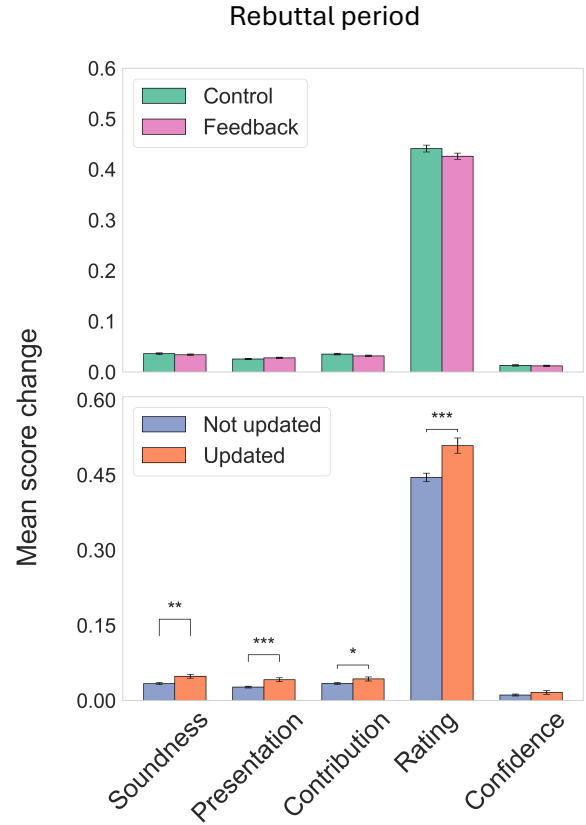 Rebuttal period
Mean score change
0.6
0.5
0.4
0.3
0.2
0.1
0.0
Control
Feedback
0.60
0.45
0.30
0.15
0.00
Not updated
Updated
**
***
*
***
Soundness
Presentation
Contribution
Rating
Confidence